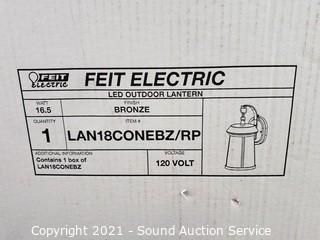 FEIT
electric
FEIT ELECTRIC
LED OUTDOOR LANTERN
WATT
16.5
FINISH
BRONZE
QUANTITY
1
ITEM #
LAN18CONEBZ/RP
ADDITIONAL INFORMATION
Contains 1 box of
LAN18CONEBZ
VOLTAGE
120 VOLT
Copyright 2021 - Sound Auction Service